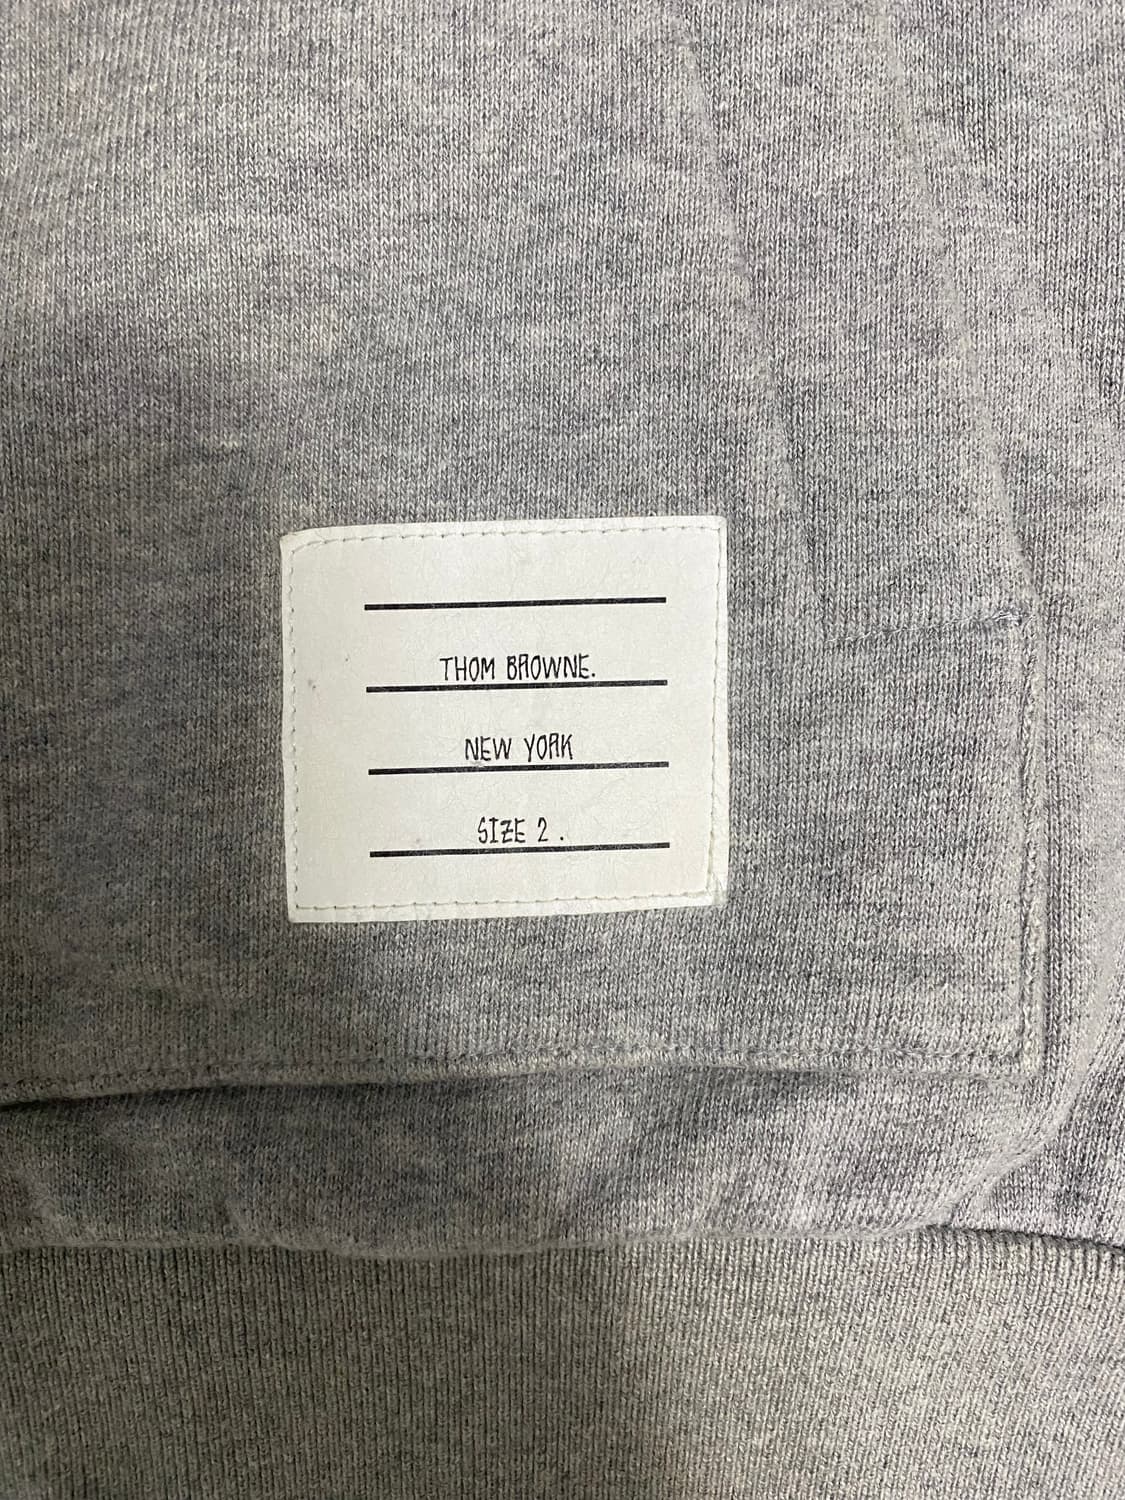 THOM BROWNE.
NEW YORK
SIZE 2 .